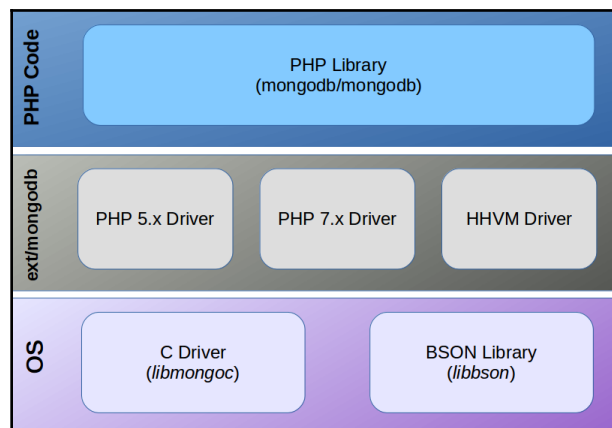 PHP Code
PHP Library
(mongodb/mongodb)
ext/mongodb
PHP 5.x Driver
PHP 7.x Driver
HHVM Driver
OS
C Driver
(libmongoc)
BSON Library
(libbson)